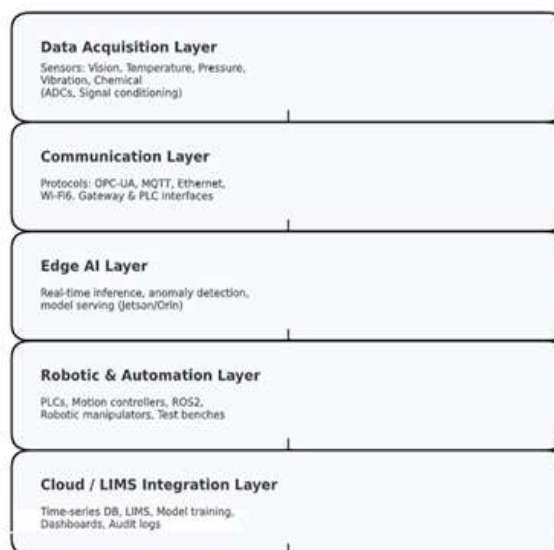 Data Acquisition Layer
Sensors: Vision, Temperature, Pressure,
Vibration, Chemical
(ADCs, Signal conditioning)
Communication Layer
Protocols: OPC-UA, MQTT, Ethernet,
Wi-Fi6. Gateway & PLC interfaces
Edge AI Layer
Real-time inference, anomaly detection,
model serving (Jetson/Orin)
Robotic & Automation Layer
PLCs, Motion controllers, ROS2,
Robotic manipulators, Test benches
Cloud / LIMS Integration Layer
Time-series DB, LIMS, Model training,
Dashboards, Audit logs